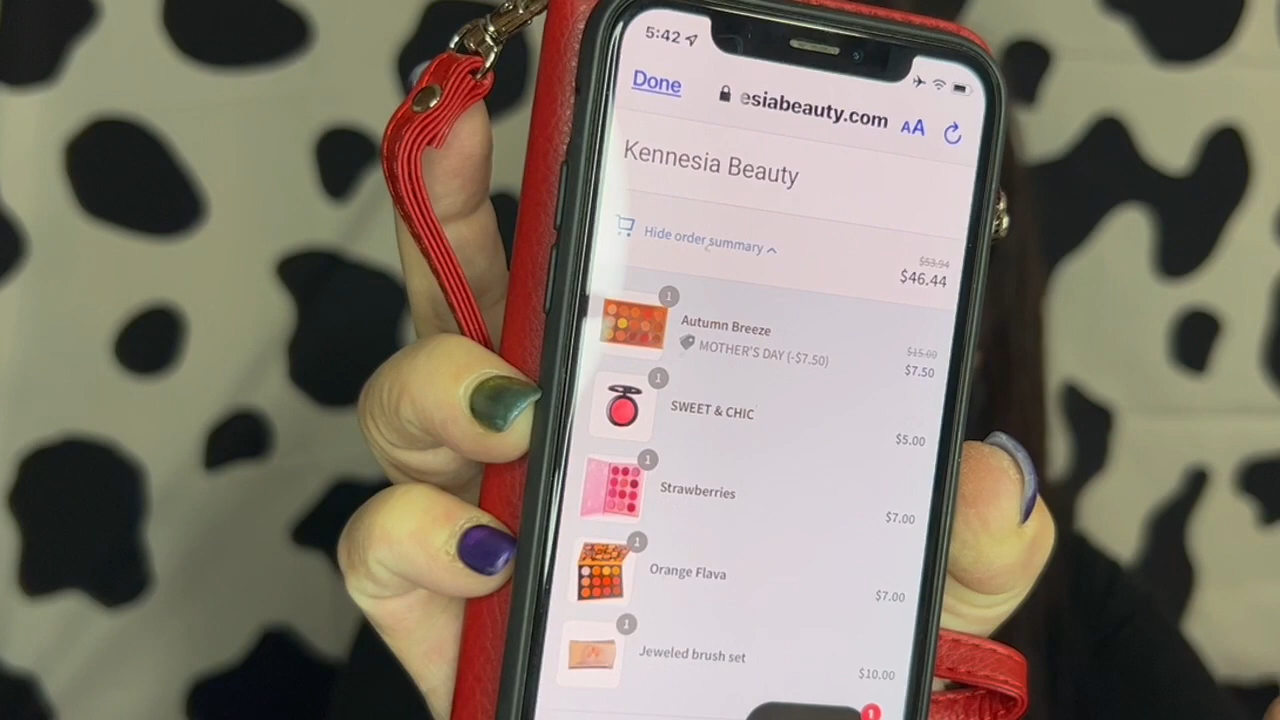 5:42
Done
esiabeauty.com
AA
Kennesia Beauty
Hide order summary
$53.94
$46.44
1
Autumn Breeze
MOTHER'S DAY (-$7.50)
$15.00
$7.50
1
SWEET & CHIC
$5.00
1
Strawberries
$7.00
1
Orange Flava
$7.00
1
Jeweled brush set
$10.00
1